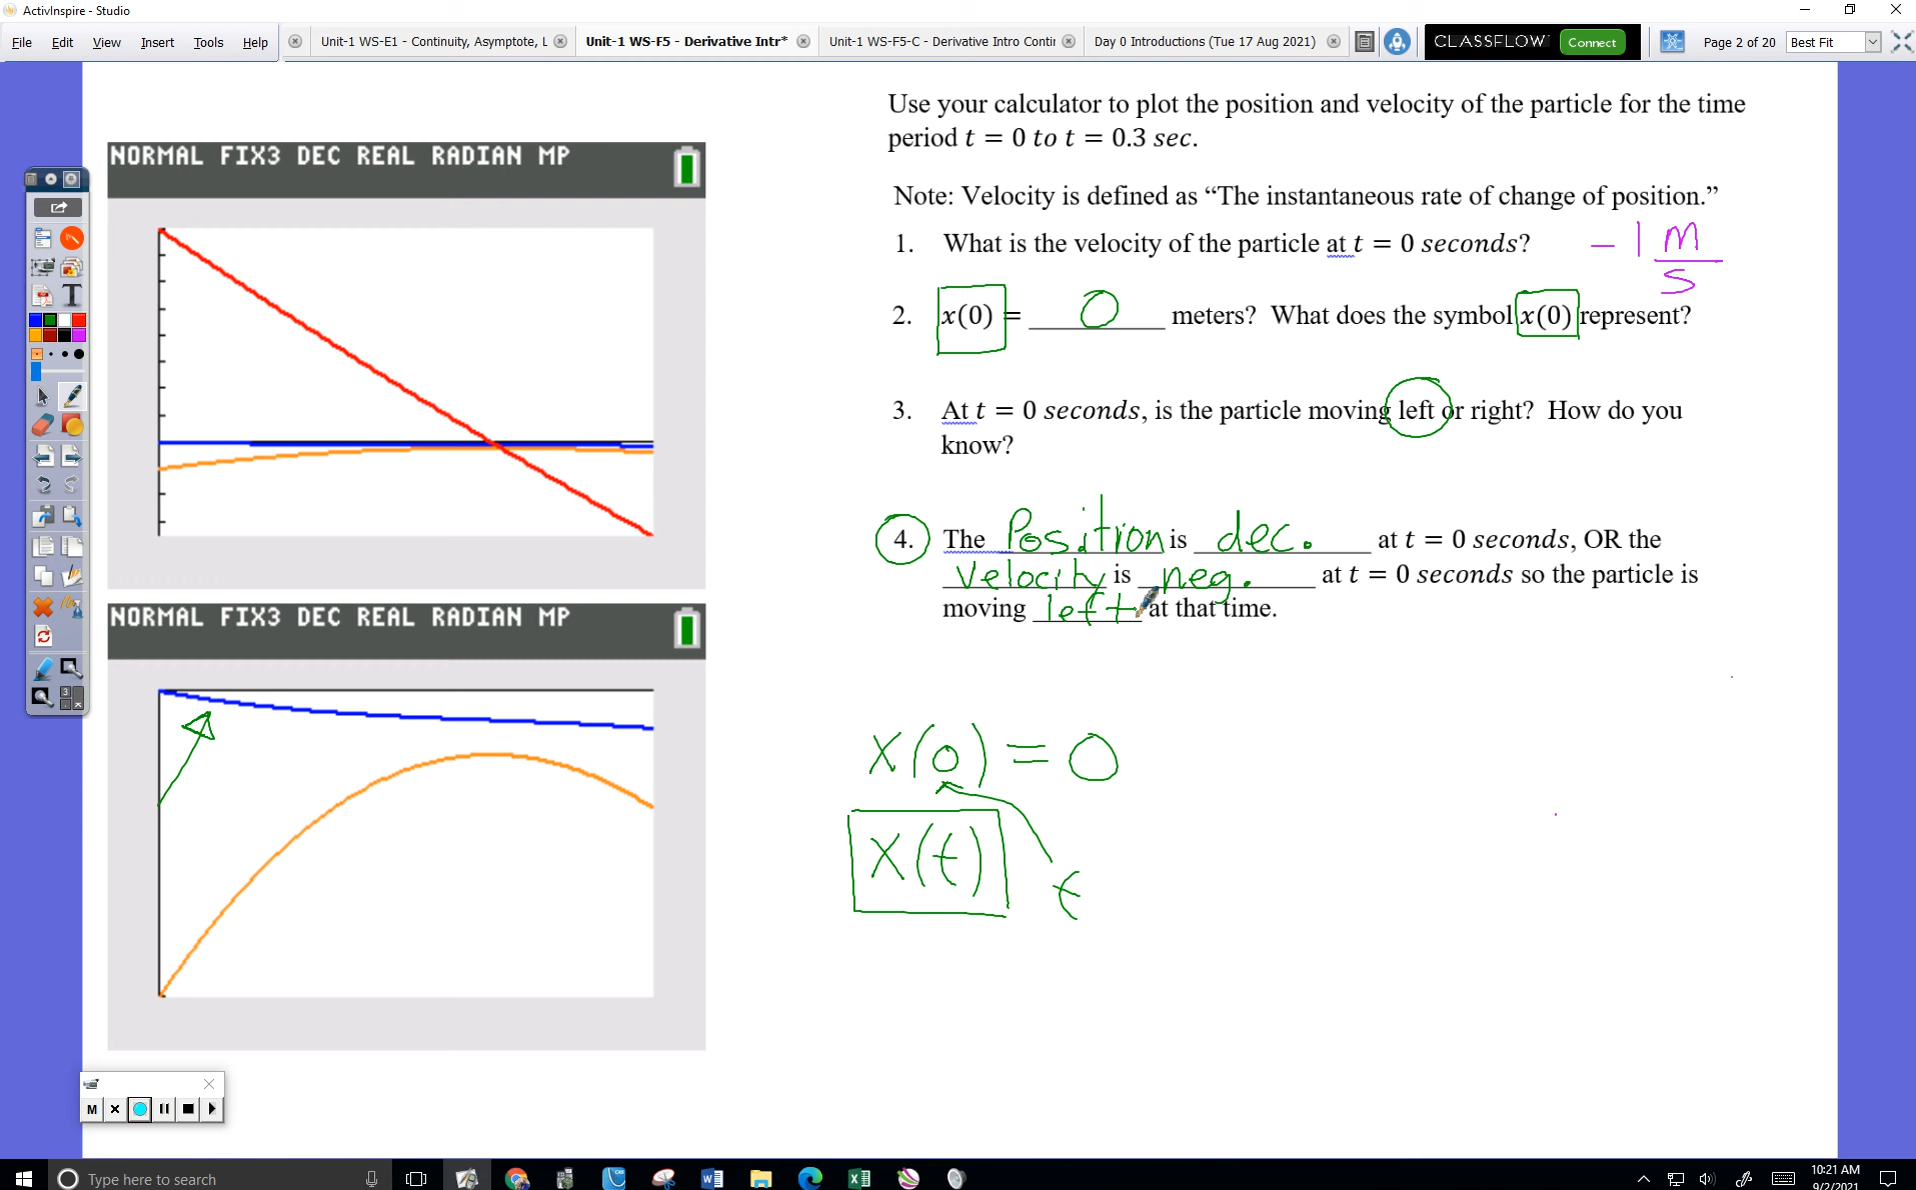 ActivInspire - Studio
File Edit View Insert Tools Help
Unit-1 WS-E1 - Continuity, Asymptote, L
Unit-1 WS-F5 - Derivative Intr*
Unit-1 WS-F5-C - Derivative Intro Contir
Day 0 Introductions (Tue 17 Aug 2021)
CLASSFLOW Connect
Page 2 of 20 Best Fit
NORMAL FIX3 DEC REAL RADIAN MP
NORMAL FIX3 DEC REAL RADIAN MP
Use your calculator to plot the position and velocity of the particle for the time
period t = 0 to t = 0.3 sec.
Note: Velocity is defined as “The instantaneous rate of change of position.”
1. What is the velocity of the particle at t = 0 seconds? - 1 m/s
2. x(0) = 0 meters? What does the symbol x(0) represent?
3. At t = 0 seconds, is the particle moving left or right? How do you
know?
4. The Position is dec. at t = 0 seconds, OR the
Velocity is neg. at t = 0 seconds so the particle is
moving left at that time.
x(0) = 0
x(t) t
M
Type here to search
10:21 AM
9/2/2021